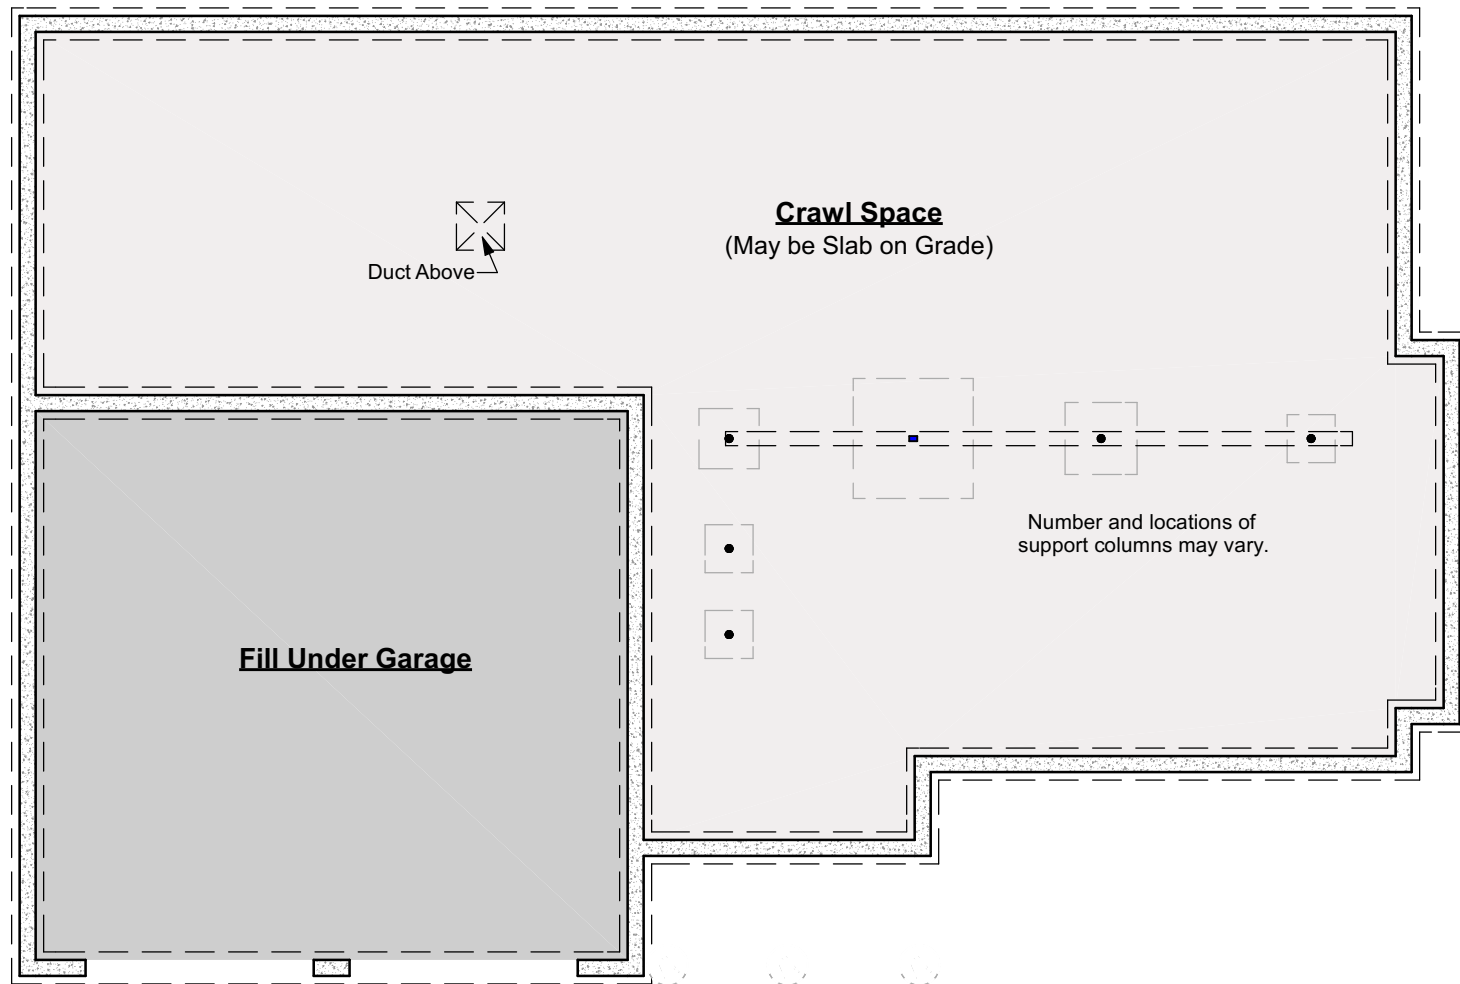 Crawl Space
(May be Slab on Grade)
Duct Above
Number and locations of
support columns may vary.
Fill Under Garage